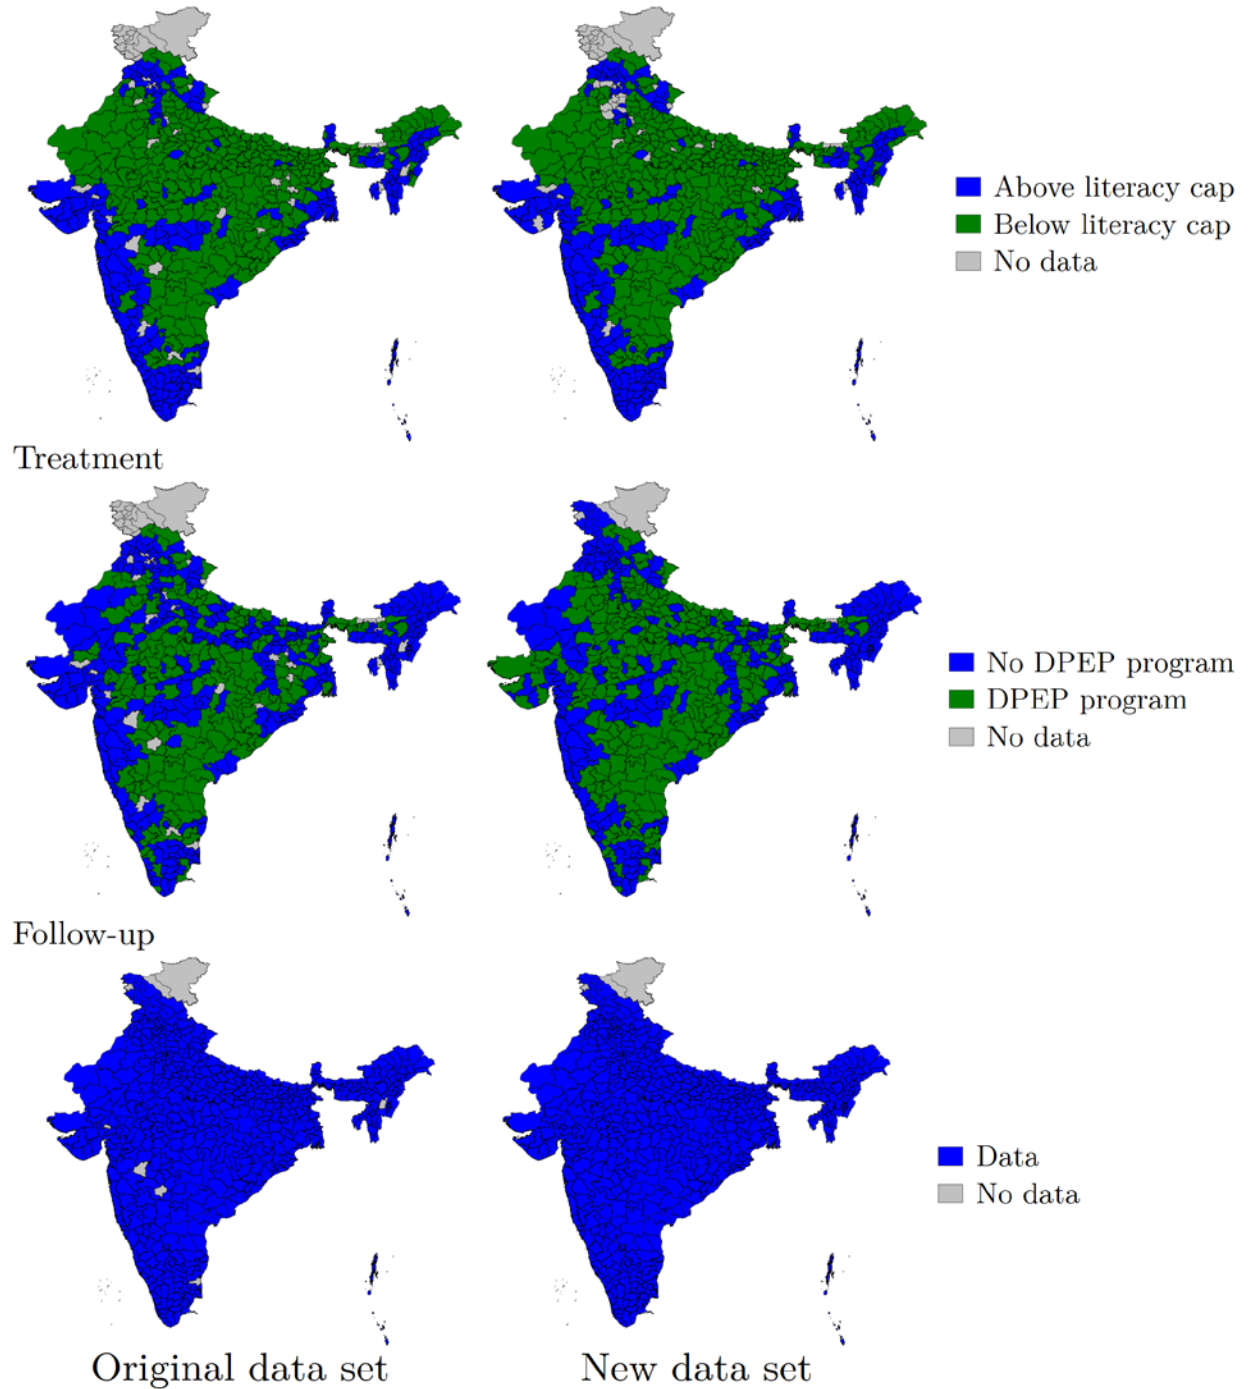 Above literacy cap
Below literacy cap
No data
Treatment
No DPEP program
DPEP program
No data
Follow-up
Data
No data
Original data set
New data set